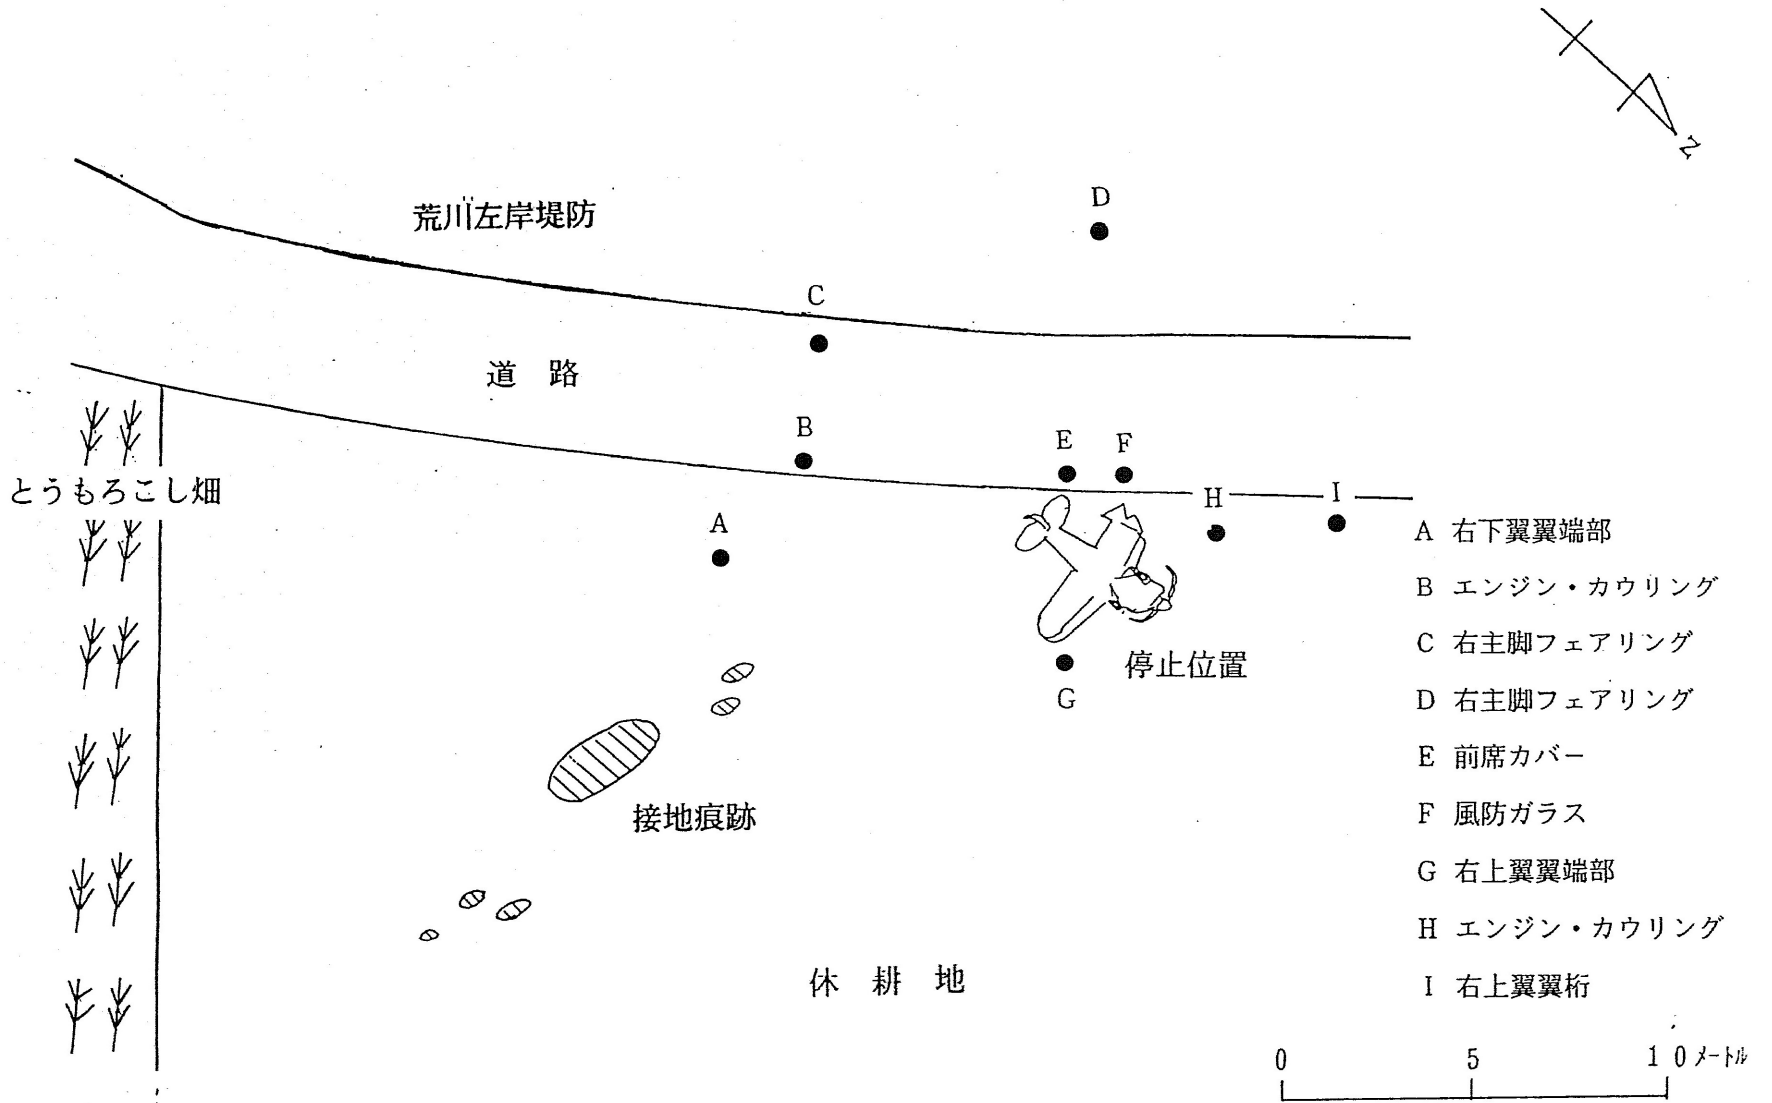 N
D
荒川左岸堤防
C
道 路
B
E
F
とうもろこし畑
H
I
A
A 右下翼翼端部
B エンジン・カウリング
C 右主脚フェアリング
停止位置
G
D 右主脚フェアリング
E 前席カバー
接地痕跡
F 風防ガラス
G 右上翼翼端部
H エンジン・カウリング
休 耕 地
I 右上翼翼桁
0 5 10メートル